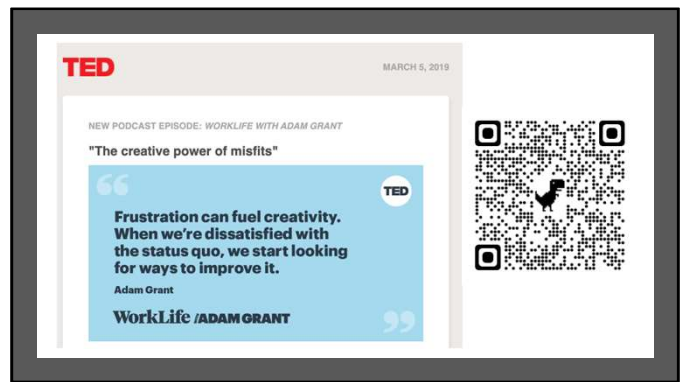 TED
MARCH 5, 2019
NEW PODCAST EPISODE: WORKLIFE WITH ADAM GRANT
"The creative power of misfits"
TED
Frustration can fuel creativity.
When we're dissatisfied with
the status quo, we start looking
for ways to improve it.
Adam Grant
WorkLife /ADAM GRANT